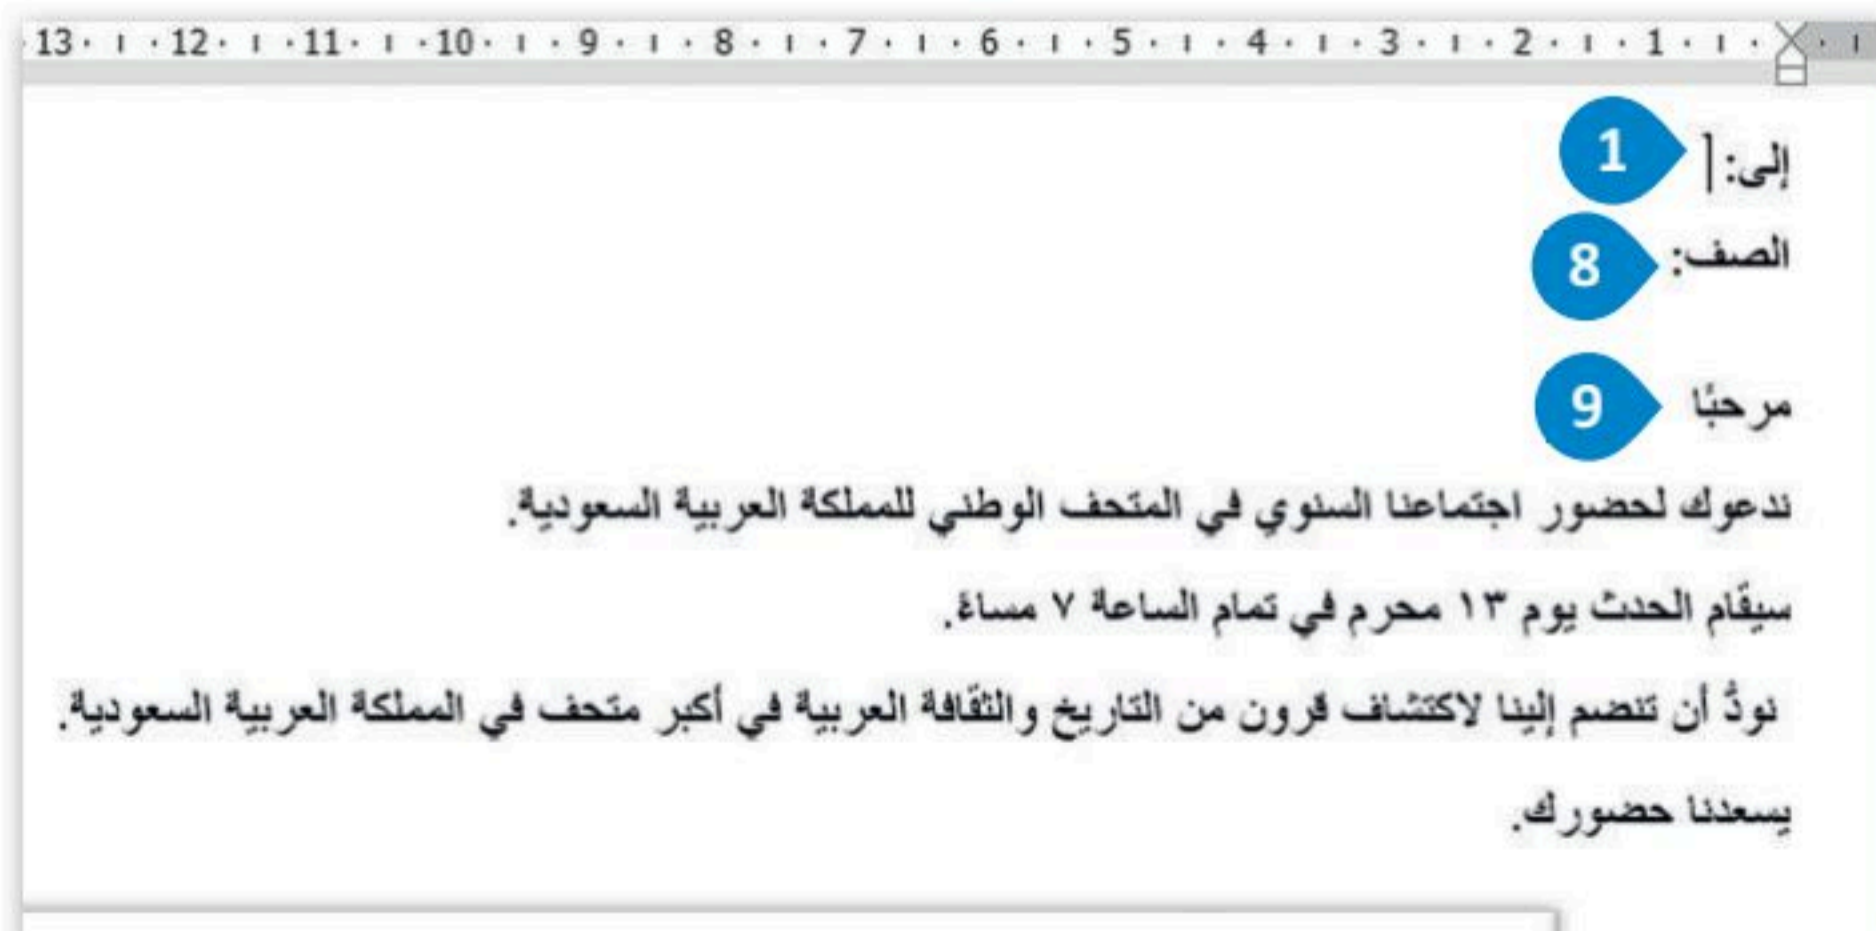 13 · ı · 12 · ı · 11 · ı · 10 · ı · 9 · ı · 8 · ı · 7 · ı · 6 · ı · 5 · ı · 4 · ı · 3 · ı · 2 · ı · 1 · ı ·
إلى: 1
الصف: 8
مرحبًا 9
ندعوك لحضور اجتماعنا السنوي في المتحف الوطني للمملكة العربية السعودية.
سيقام الحدث يوم ١٣ محرم في تمام الساعة ٧ مساءً.
نودُّ أن تنضم إلينا لاكتشاف قرون من التاريخ والثقافة العربية في أكبر متحف في المملكة العربية السعودية.
يسعدنا حضورك.